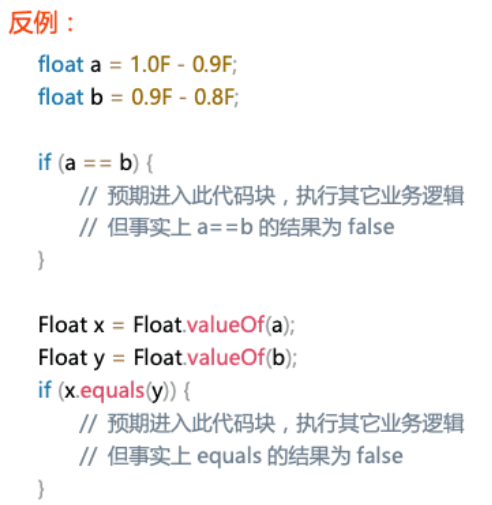 反例：
float a = 1.0F - 0.9F;
float b = 0.9F - 0.8F;
if (a == b) {
// 预期进入此代码块，执行其它业务逻辑
// 但事实上 a==b 的结果为 false
}
Float x = Float.valueOf(a);
Float y = Float.valueOf(b);
if (x.equals(y)) {
// 预期进入此代码块，执行其它业务逻辑
// 但事实上 equals 的结果为 false
}